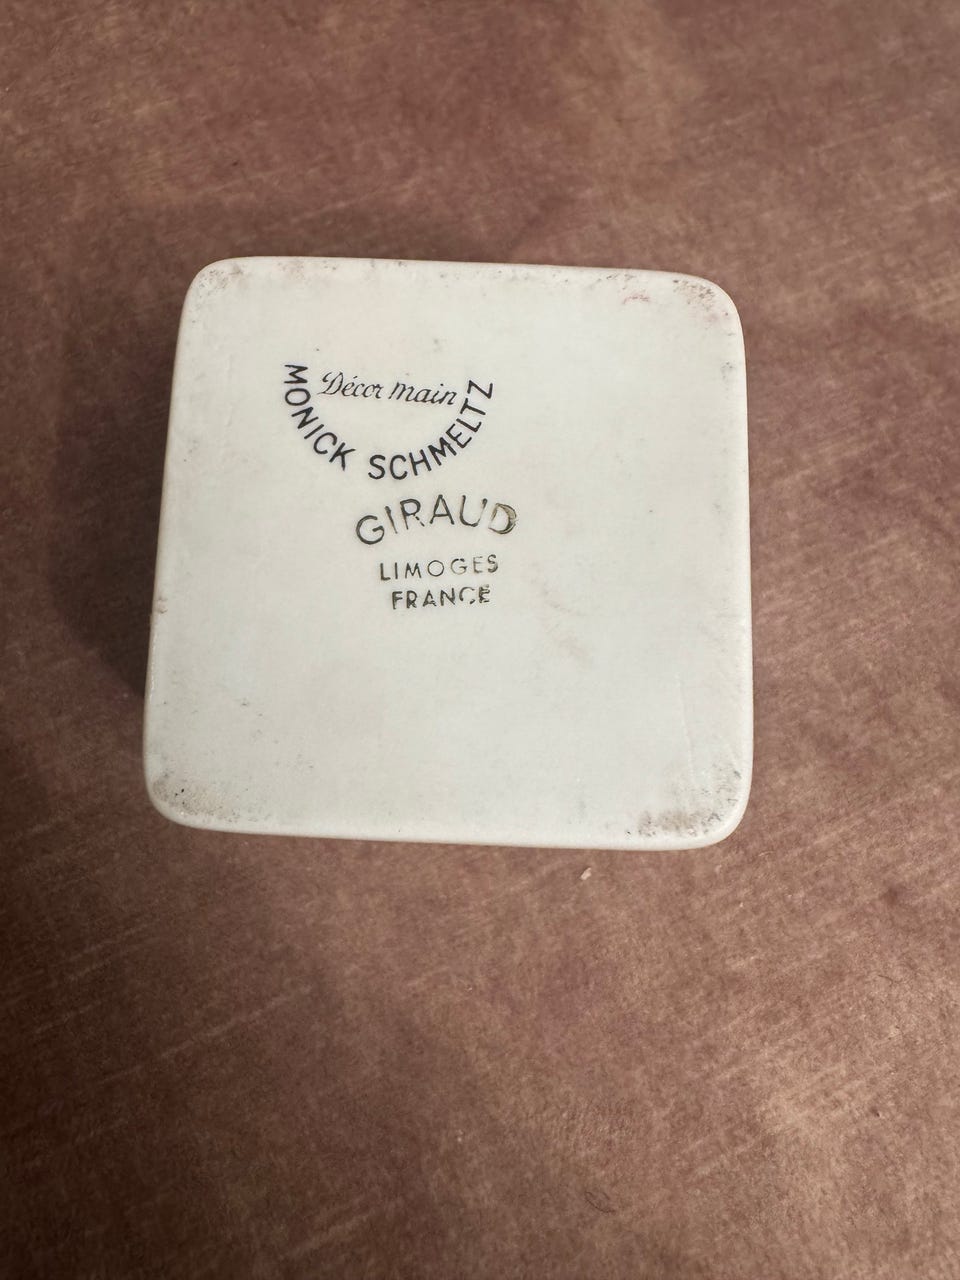 Décor main
MONICK SCHMELTZ
GIRAUD
LIMOGES
FRANCE